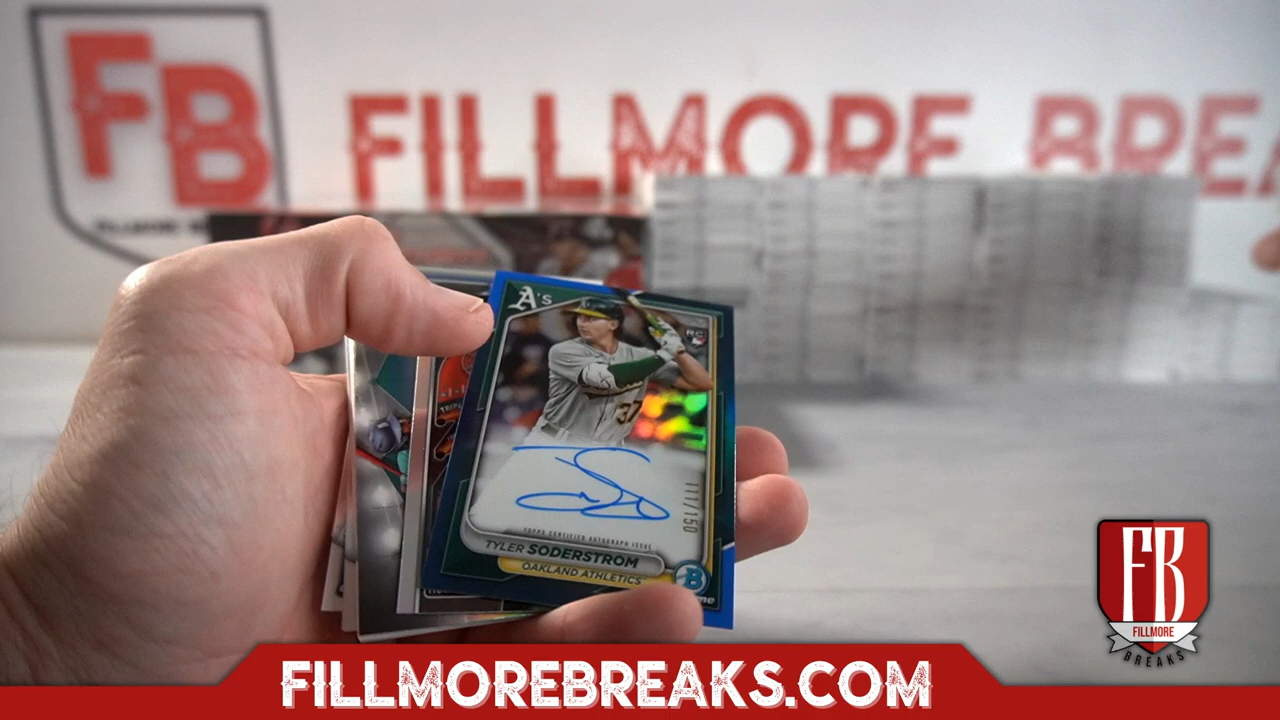 FB
FILLMORE BREA
A's
RC
37
111/150
TOPPS CERTIFIED AUTOGRAPH ISSUE
TYLER SODERSTROM
OAKLAND ATHLETICS
B
FB
FILLMORE
BREAKS
FILLMOREBREAKS.COM